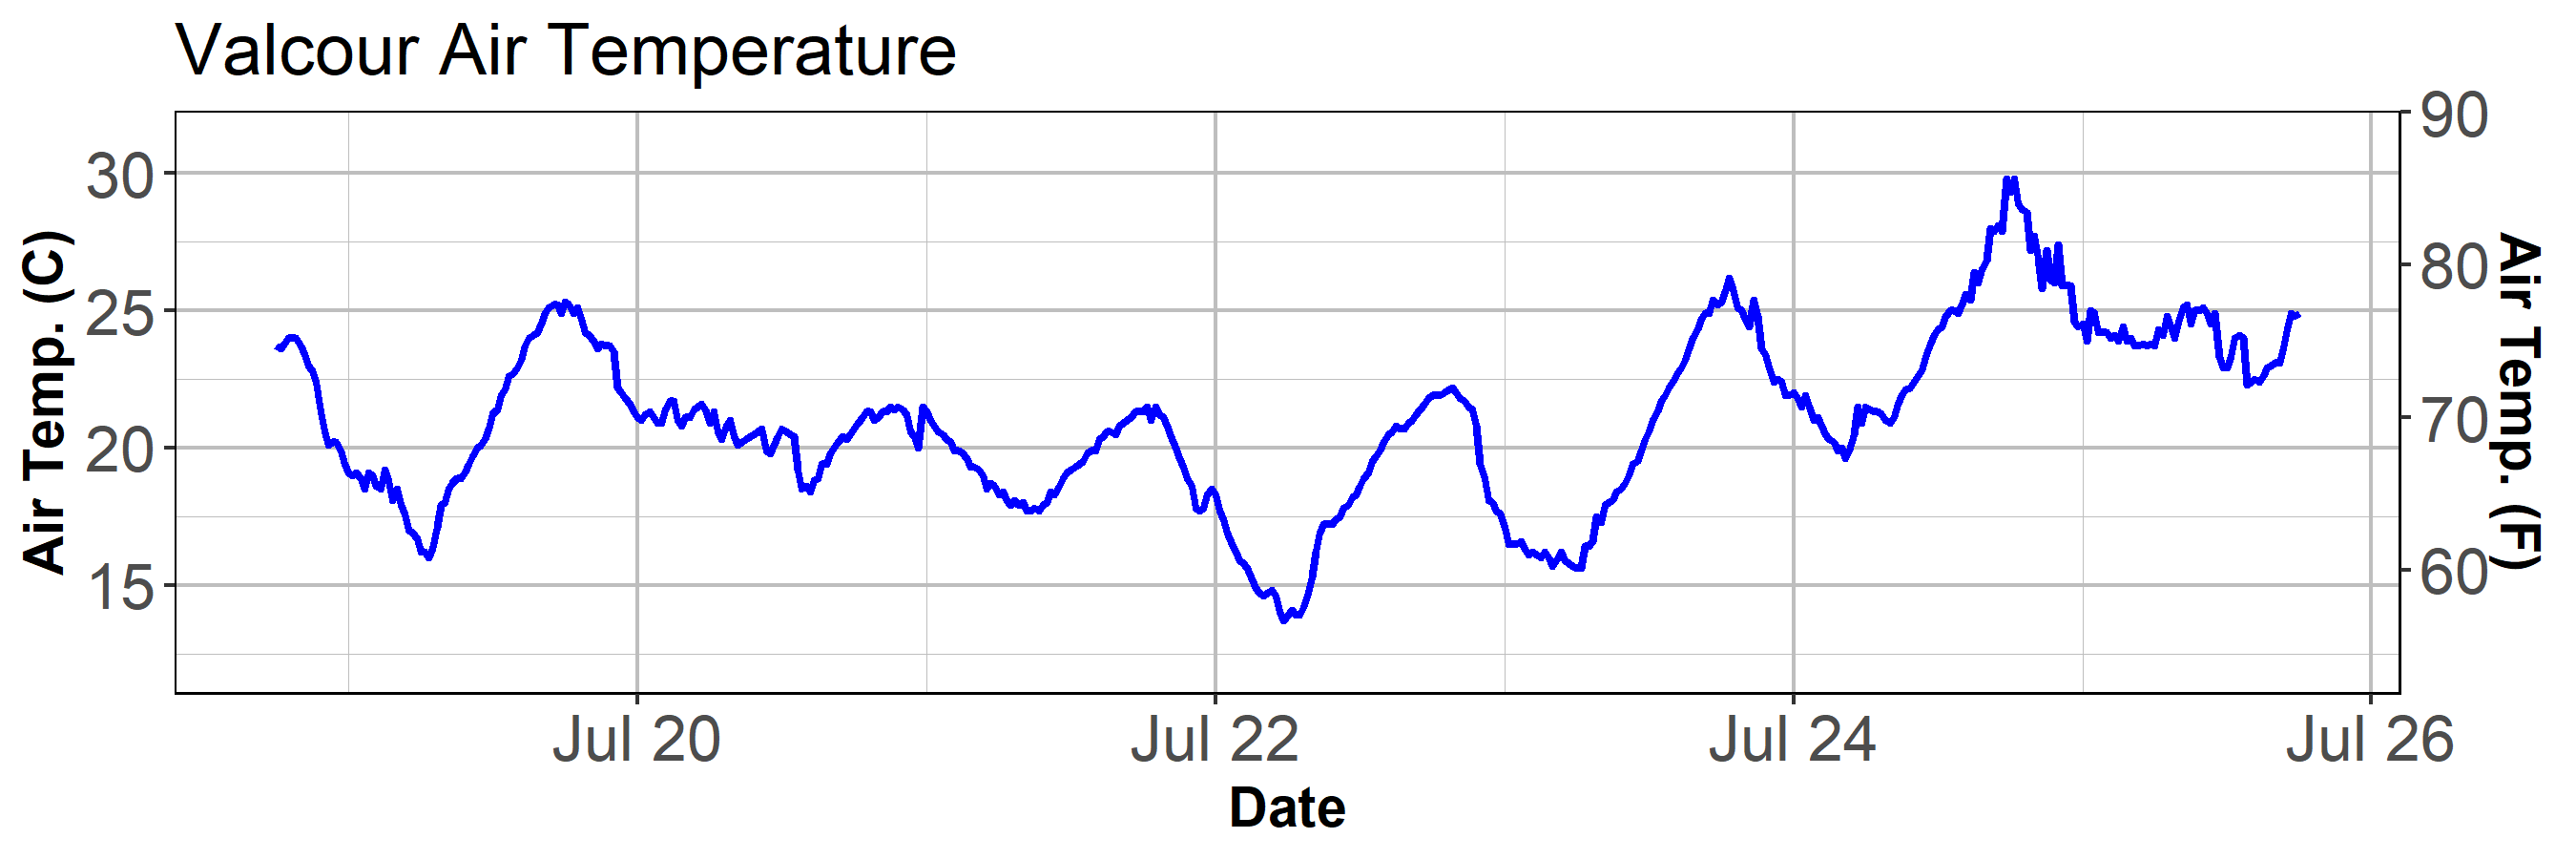 Valcour Air Temperature
Air Temp. (C)
30
25
20
15
90
80
70
60
Air Temp. (F)
Jul 20
Jul 22
Jul 24
Jul 26
Date